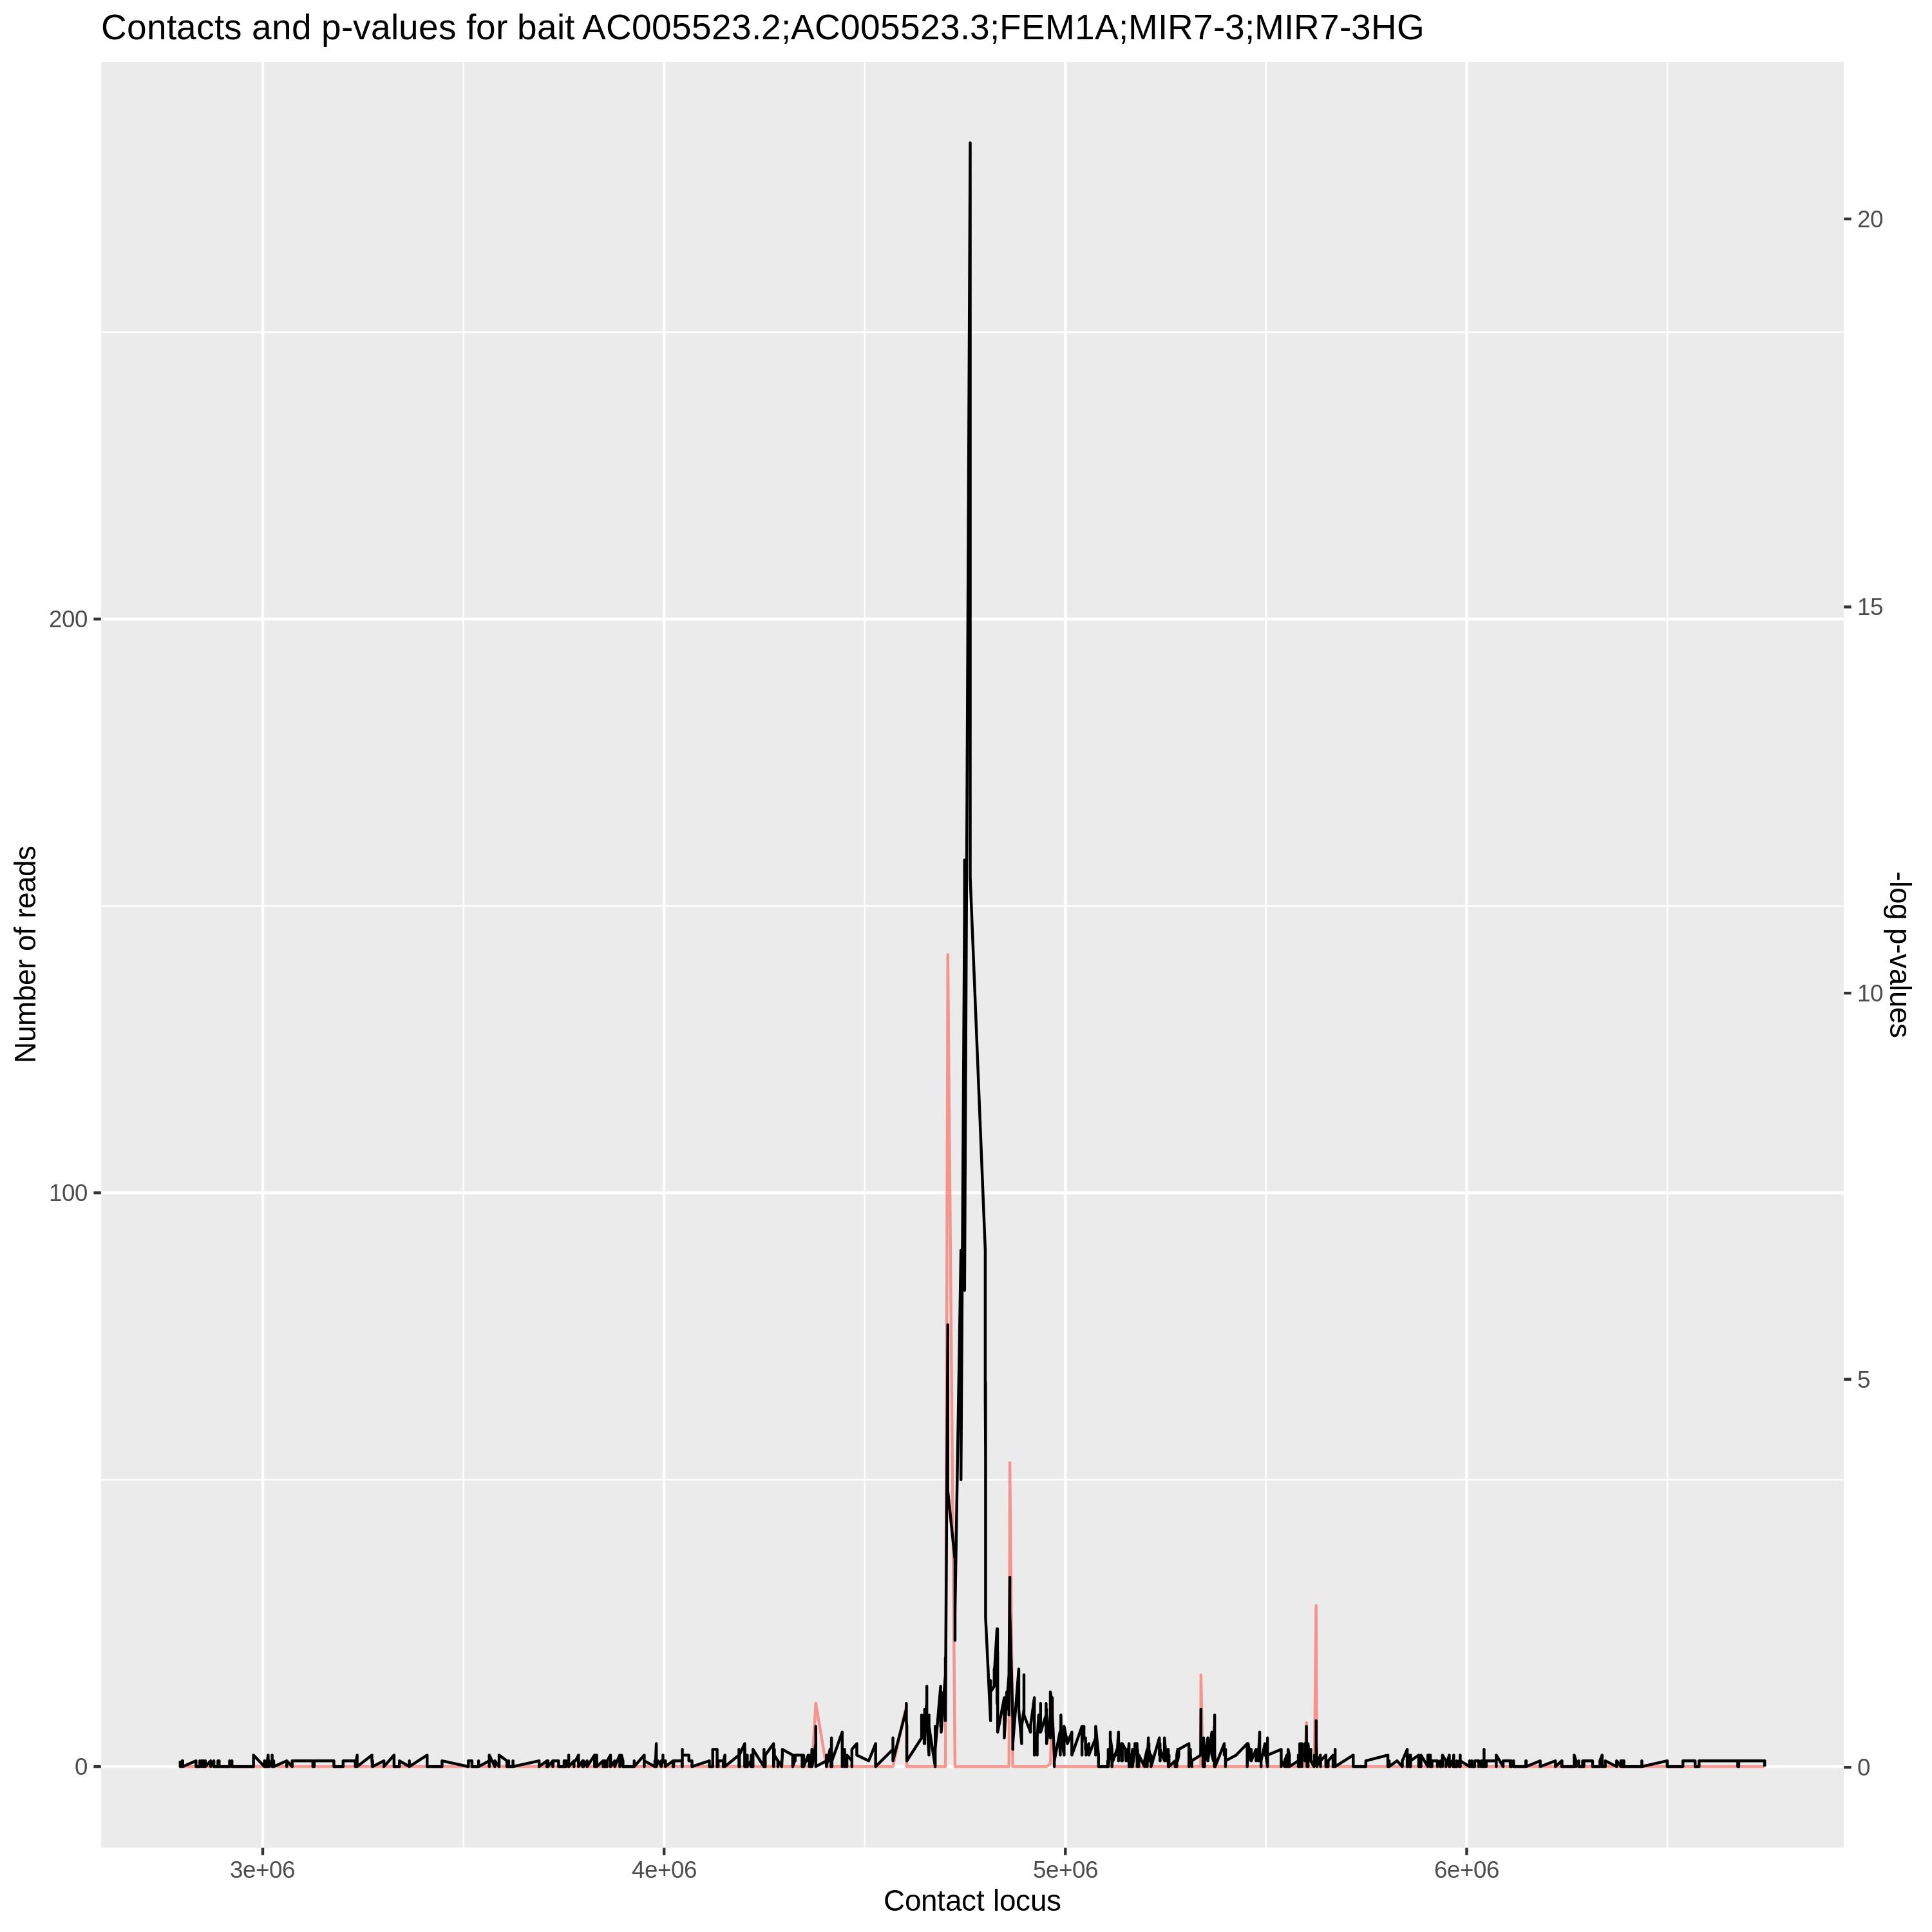 Contacts and p-values for bait AC005523.2;AC005523.3;FEM1A;MIR7-3;MIR7-3HG
Number of reads
200
100
0
20
15
10
5
0
-log p-values
3e+06
4e+06
5e+06
6e+06
Contact locus